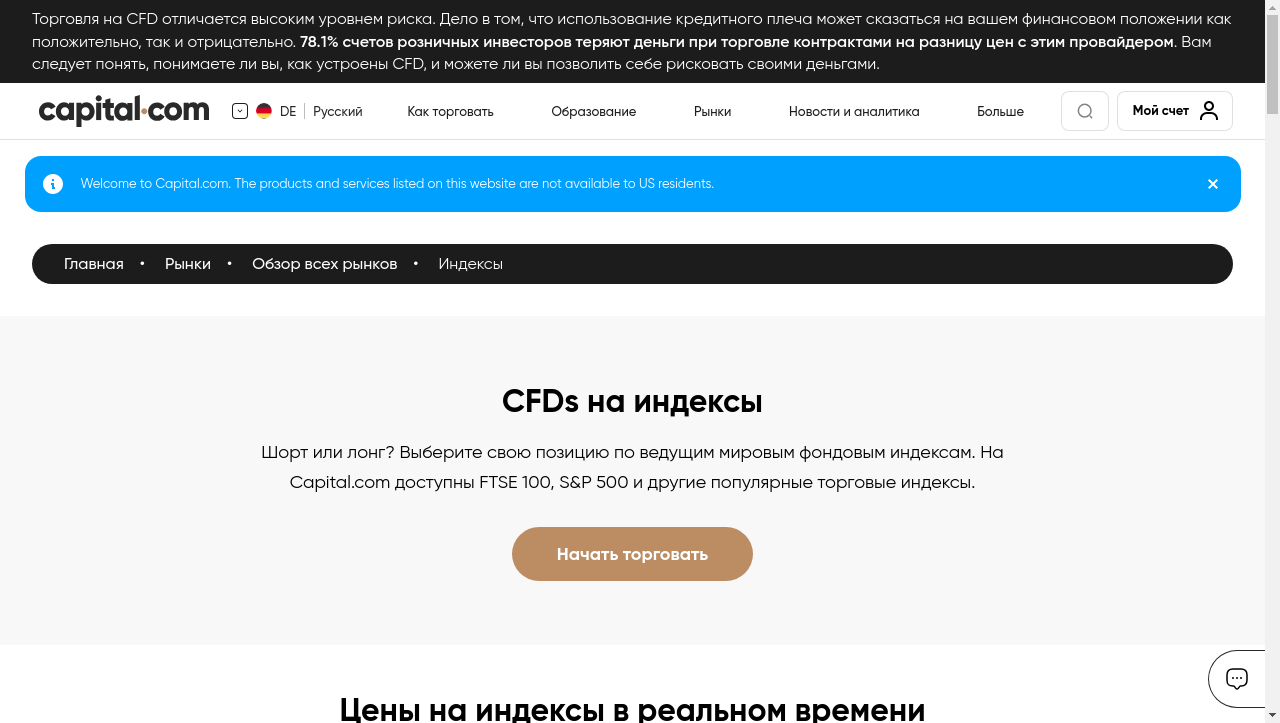 Торговля на CFD отличается высоким уровнем риска. Дело в том, что использование кредитного плеча может сказаться на вашем финансовом положении как
положительно, так и отрицательно. 78.1% счетов розничных инвесторов теряют деньги при торговле контрактами на разницу цен с этим провайдером. Вам
следует понять, понимаете ли вы, как устроены CFD, и можете ли вы позволить себе рисковать своими деньгами.
capital.com DE Русский Как торговать Образование Рынки Новости и аналитика Больше Мой счет
Welcome to Capital.com. The products and services listed on this website are not available to US residents.
Главная • Рынки • Обзор всех рынков • Индексы
CFDs на индексы
Шорт или лонг? Выберите свою позицию по ведущим мировым фондовым индексам. На
Capital.com доступны FTSE 100, S&P 500 и другие популярные торговые индексы.
Начать торговать
Цены на индексы в реальном времени